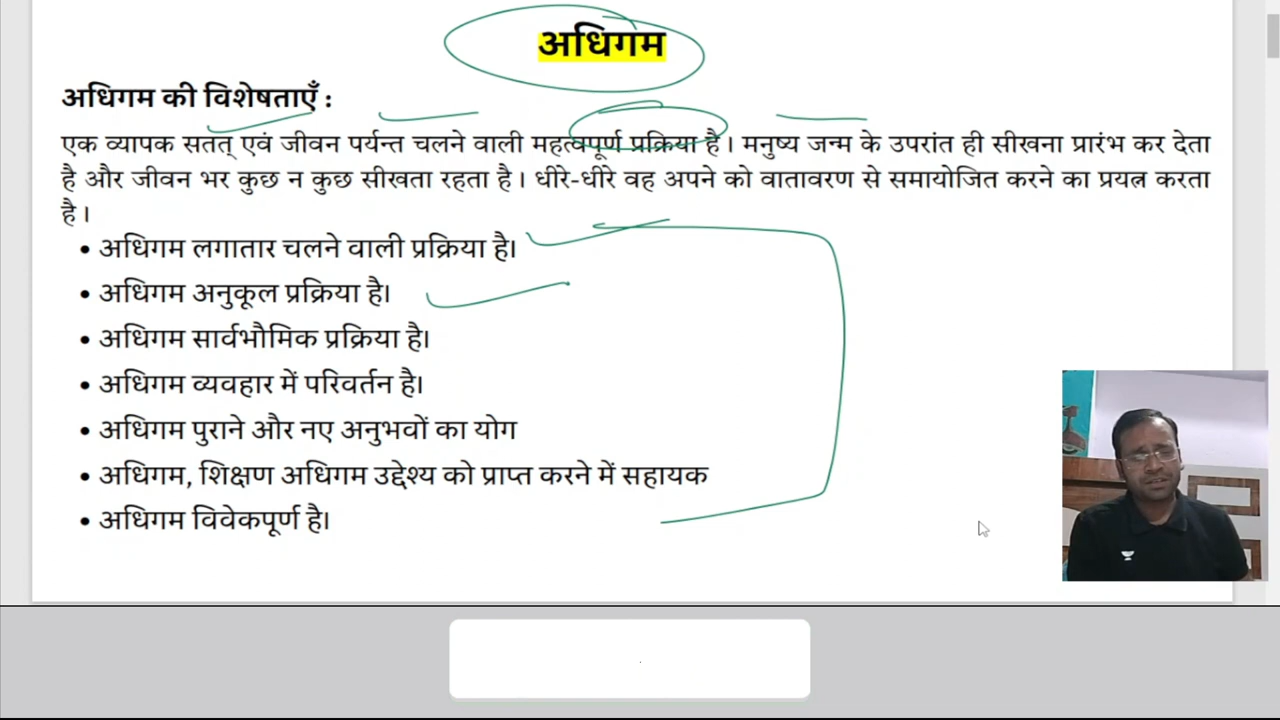 अधिगम
अधिगम की विशेषताएँ :
एक व्यापक सतत् एवं जीवन पर्यन्त चलने वाली महत्वपूर्ण प्रक्रिया है। मनुष्य जन्म के उपरांत ही सीखना प्रारंभ कर देता
है और जीवन भर कुछ न कुछ सीखता रहता है। धीरे-धीरे वह अपने को वातावरण से समायोजित करने का प्रयत्न करता
है।
• अधिगम लगातार चलने वाली प्रक्रिया है।
• अधिगम अनुकूल प्रक्रिया है।
• अधिगम सार्वभौमिक प्रक्रिया है।
• अधिगम व्यवहार में परिवर्तन है।
• अधिगम पुराने और नए अनुभवों का योग
• अधिगम, शिक्षण अधिगम उद्देश्य को प्राप्त करने में सहायक
• अधिगम विवेकपूर्ण है।